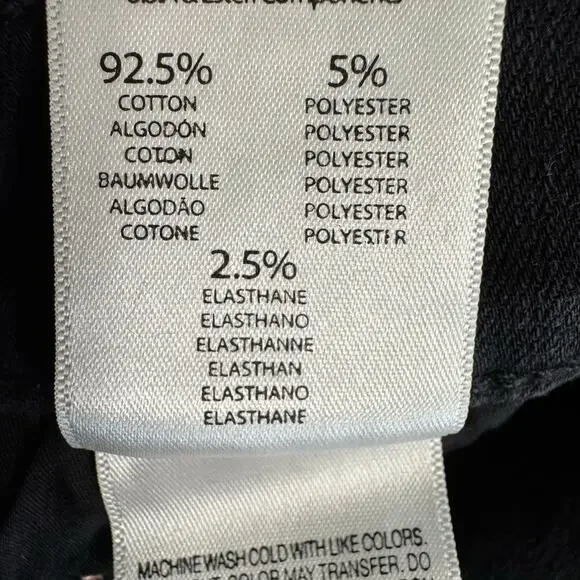 Components
92.5% 5%
COTTON POLYESTER
ALGODÓN POLYESTER
COTON POLYESTER
BAUMWOLLE POLYESTER
ALGODÃO POLYESTER
COTONE POLYESTER
2.5%
ELASTHANE
ELASTHANO
ELASTHANNE
ELASTHAN
ELASTHANO
ELASTHANE
MACHINE WASH COLD WITH LIKE COLORS.
COLOR MAY TRANSFER. DO